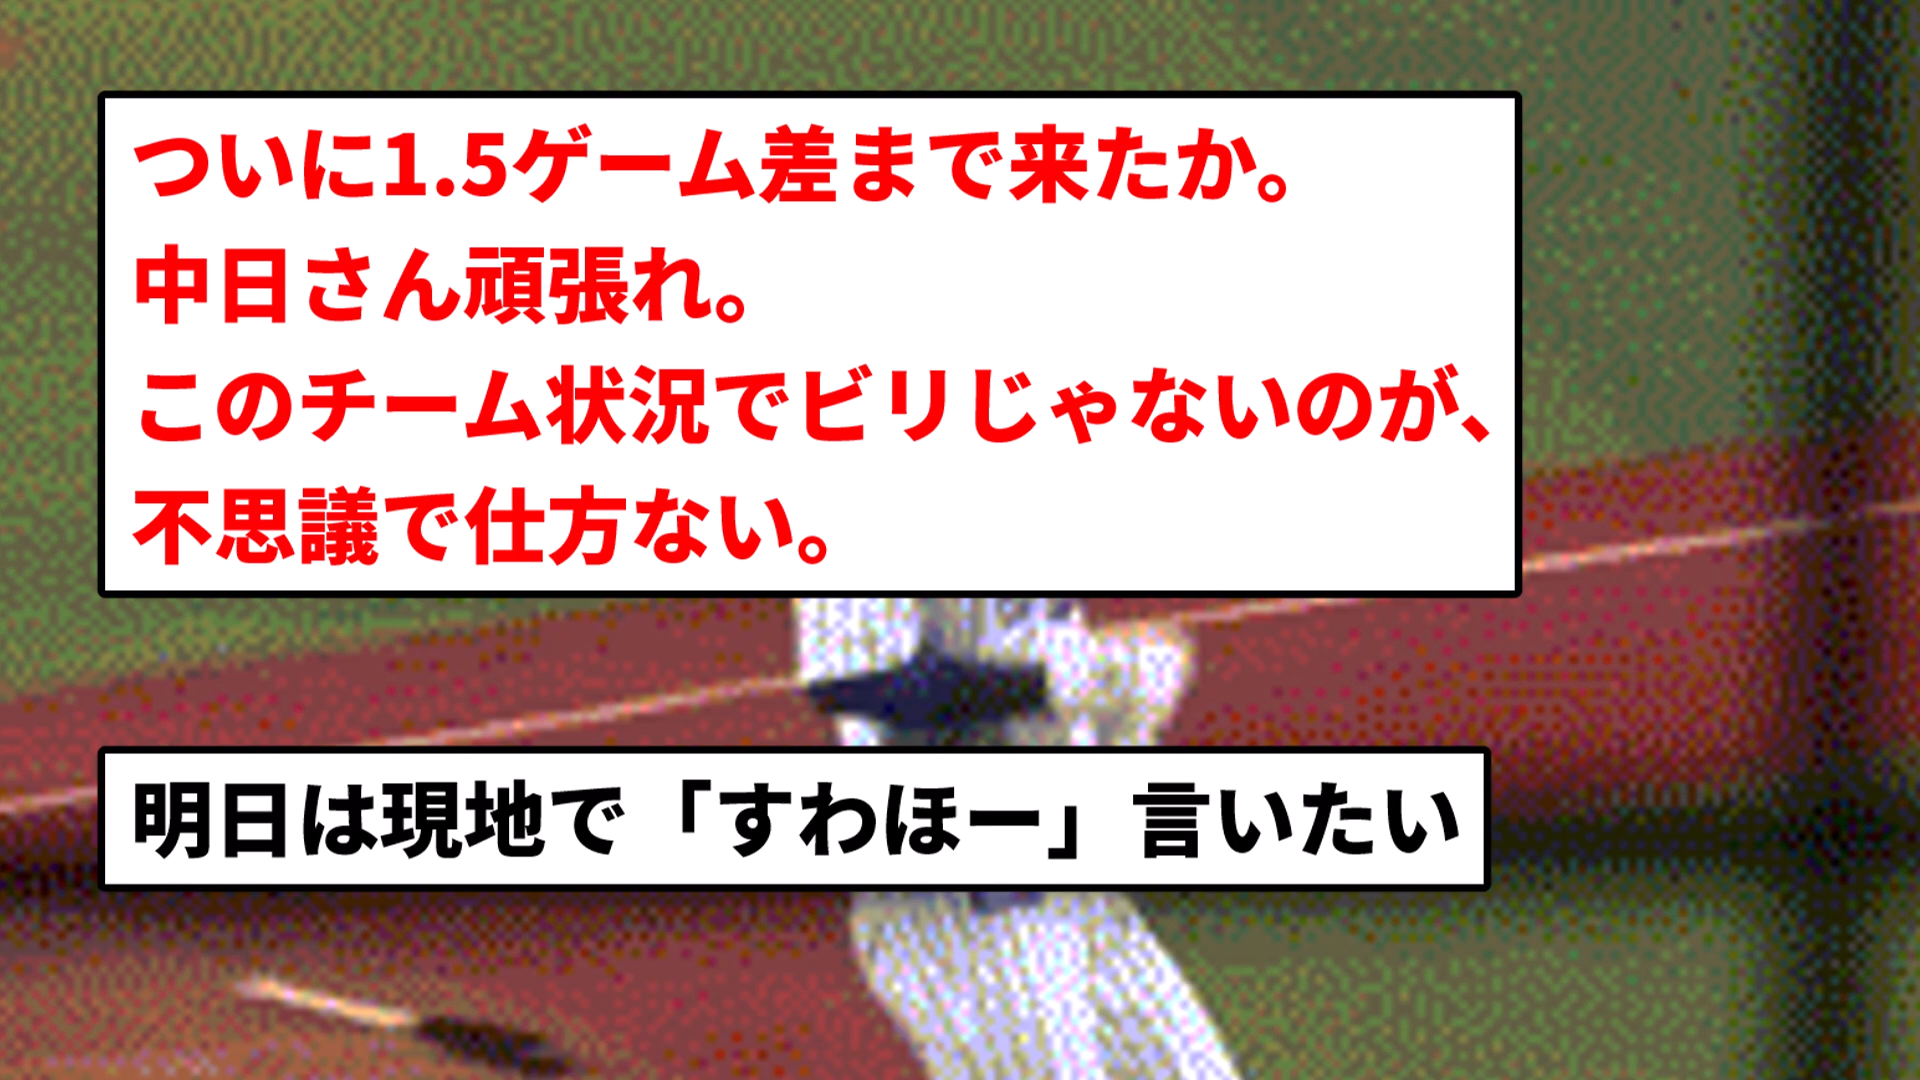 ついに1.5ゲーム差まで来たか。
中日さん頑張れ。
このチーム状況でビリじゃないのが、
不思議で仕方ない。
明日は現地で「すわほー」言いたい